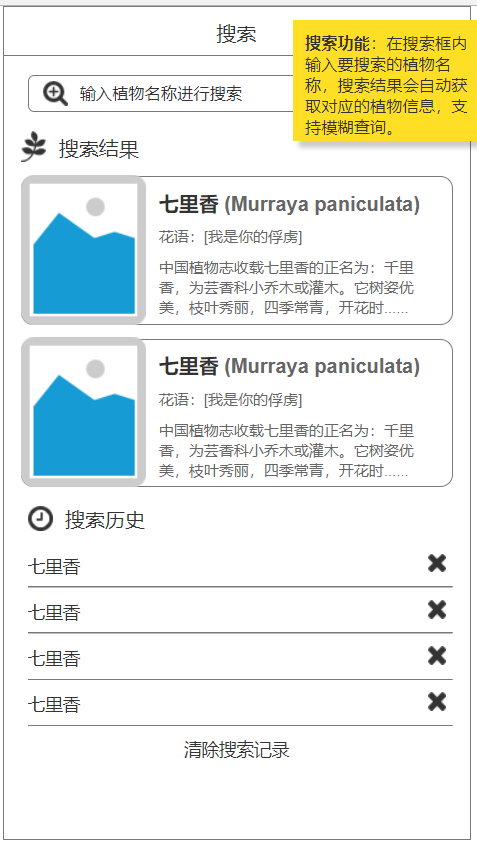 搜索
搜索功能：在搜索框内
输入要搜索的植物名
称，搜索结果会自动获
取对应的植物信息，支
持模糊查询。
输入植物名称进行搜索
搜索结果
七里香 (Murraya paniculata)
花语：[我是你的俘虏]
中国植物志收载七里香的正名为：千里
香，为芸香科小乔木或灌木。它树姿优
美，枝叶秀丽，四季常青，开花时......
七里香 (Murraya paniculata)
花语：[我是你的俘虏]
中国植物志收载七里香的正名为：千里
香，为芸香科小乔木或灌木。它树姿优
美，枝叶秀丽，四季常青，开花时......
搜索历史
七里香
七里香
七里香
七里香
清除搜索记录